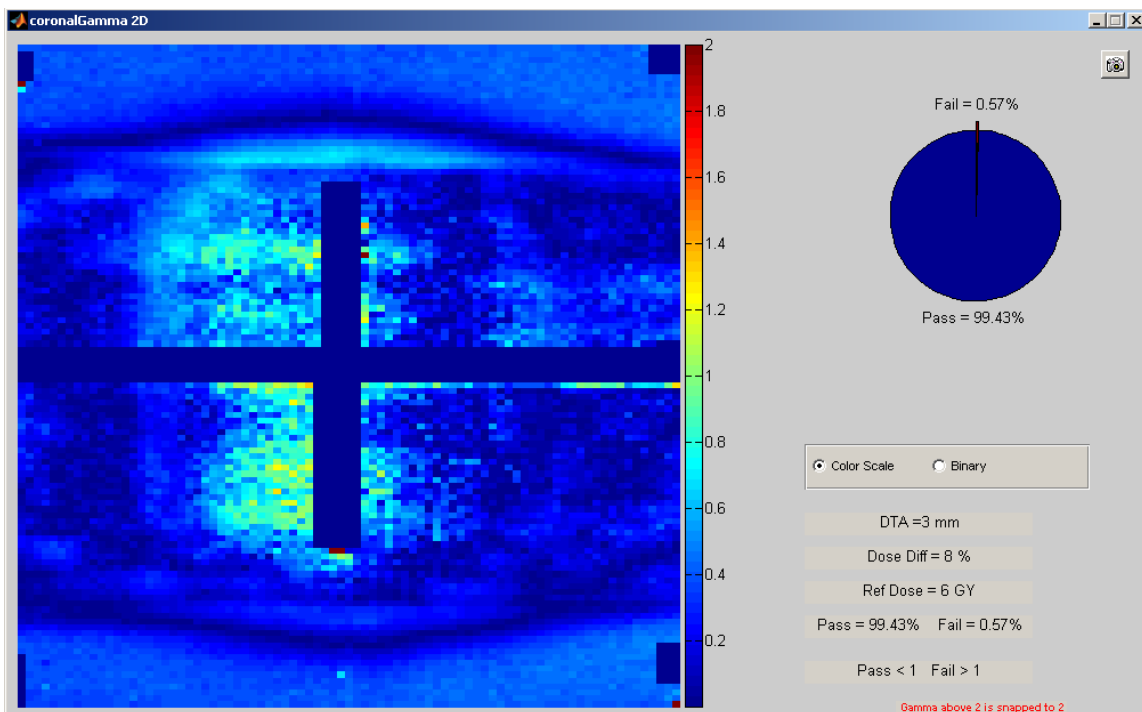 coronalGamma 2D
2
1.8
1.6
1.4
1.2
1
0.8
0.6
0.4
0.2
Fail = 0.57%
Pass = 99.43%
Color Scale Binary
DTA =3 mm
Dose Diff = 8 %
Ref Dose = 6 GY
Pass = 99.43% Fail = 0.57%
Pass < 1 Fail > 1
Gamma above 2 is snapped to 2